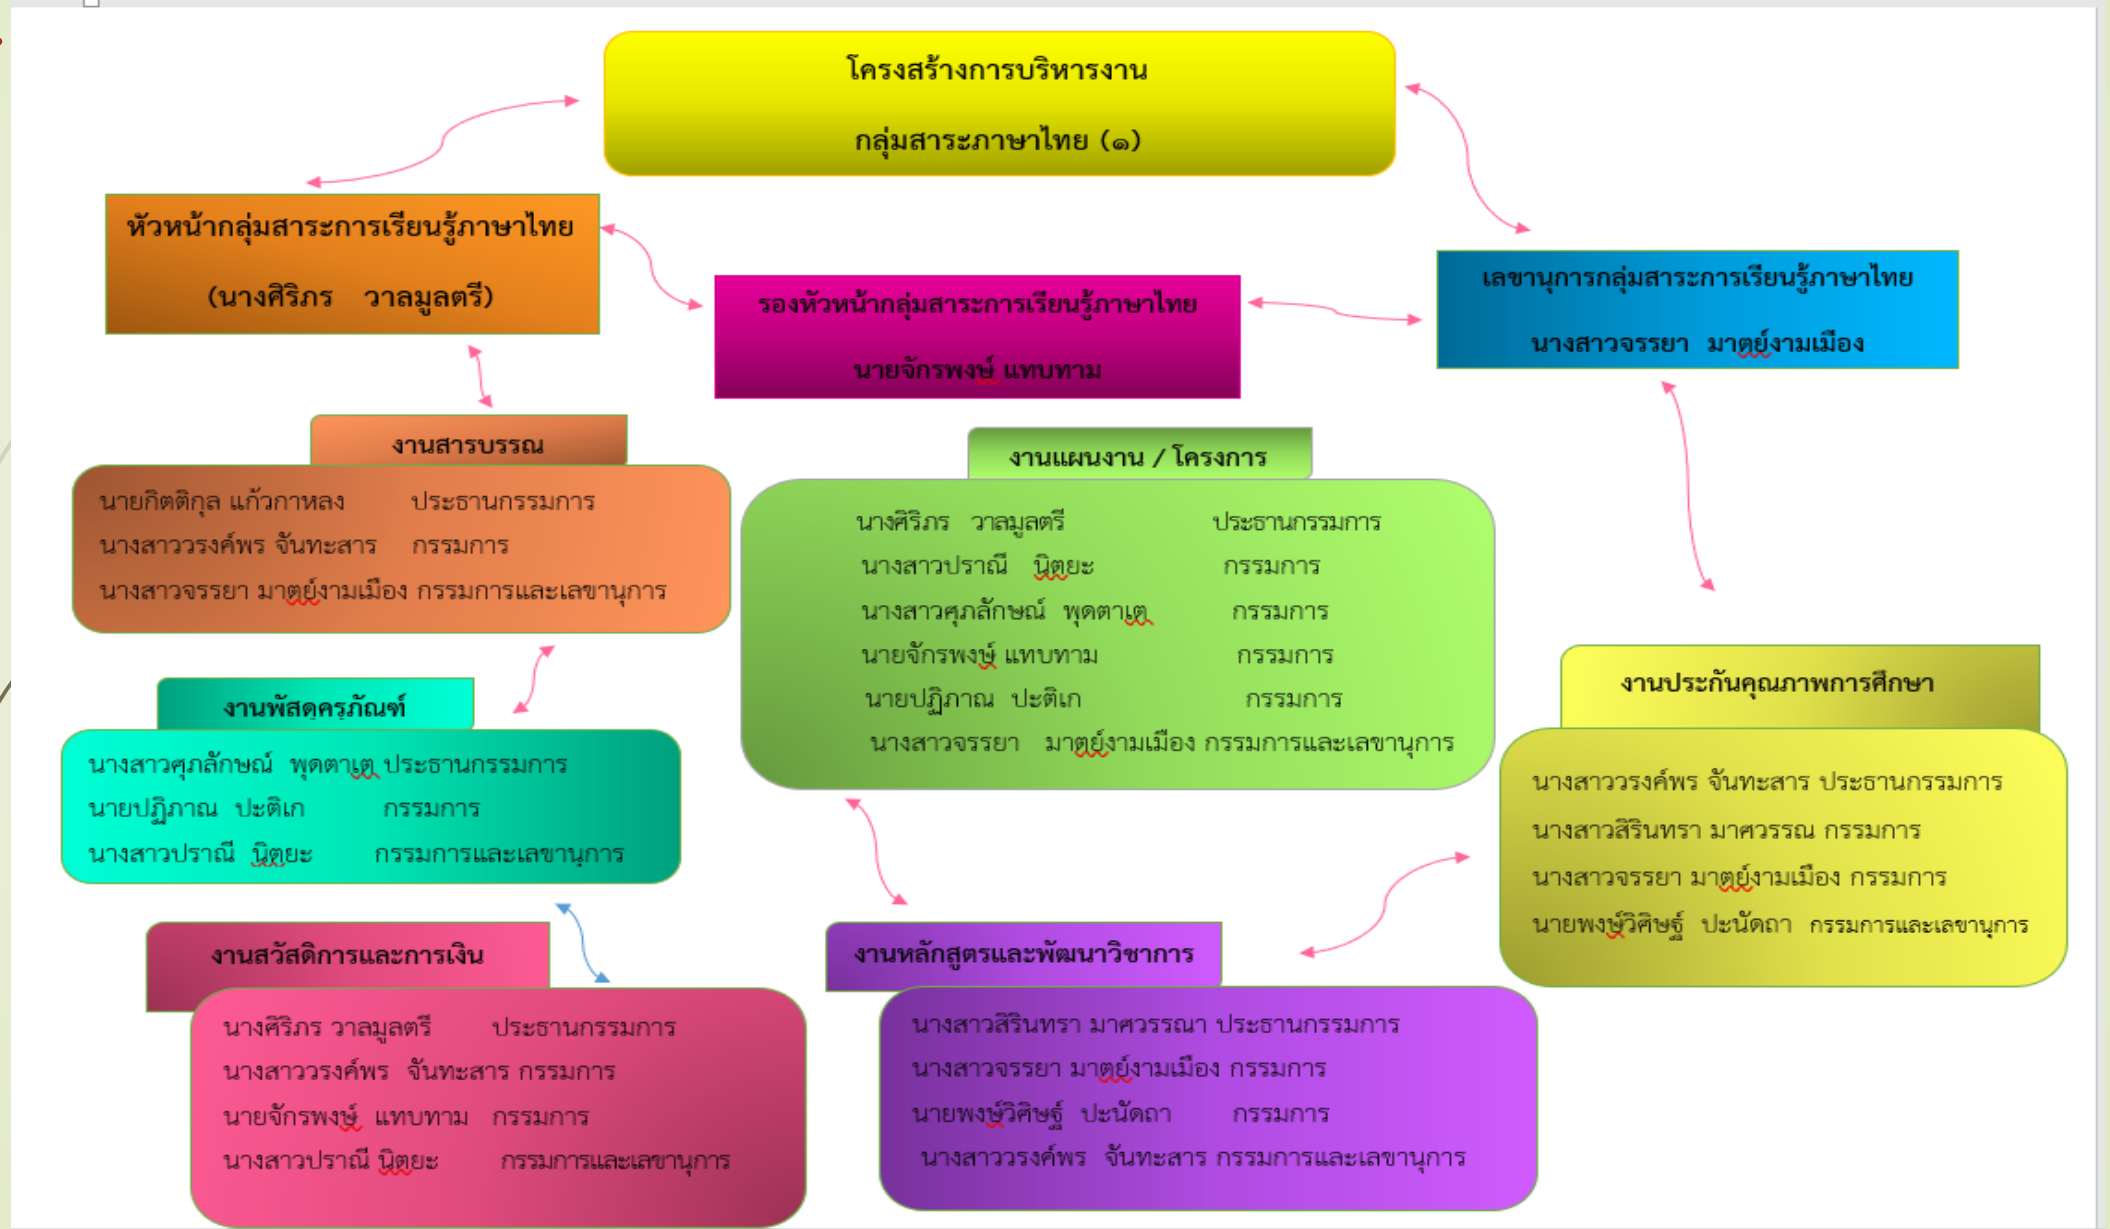 โครงสร้างการบริหารงาน
กลุ่มสาระภาษาไทย (๑)
หัวหน้ากลุ่มสาระการเรียนรู้ภาษาไทย
(นางศิริภร วาลมูลตรี)
รองหัวหน้ากลุ่มสาระการเรียนรู้ภาษาไทย
นายจักรพงษ์ แทบทาม
เลขานุการกลุ่มสาระการเรียนรู้ภาษาไทย
นางสาวจรรยา มาตย์งามเมือง
งานสารบรรณ
นายกิตติกุล แก้วกาหลง ประธานกรรมการ
นางสาววรงค์พร จันทะสาร กรรมการ
นางสาวจรรยา มาตย์งามเมือง กรรมการและเลขานุการ
งานแผนงาน / โครงการ
นางศิริภร วาลมูลตรี ประธานกรรมการ
นางสาวปราณี นิตยะ กรรมการ
นางสาวศุภลักษณ์ พุดตาเตุ กรรมการ
นายจักรพงษ์ แทบทาม กรรมการ
นายปฏิภาณ ปะติเก กรรมการ
นางสาวจรรยา มาตย์งามเมือง กรรมการและเลขานุการ
งานพัสดุครุภัณฑ์
นางสาวศุภลักษณ์ พุดตาเตุ ประธานกรรมการ
นายปฏิภาณ ปะติเก กรรมการ
นางสาวปราณี นิตยะ กรรมการและเลขานุการ
งานประกันคุณภาพการศึกษา
นางสาววรงค์พร จันทะสาร ประธานกรรมการ
นางสาวสิรินทรา มาศวรรณ กรรมการ
นางสาวจรรยา มาตย์งามเมือง กรรมการ
นายพงษ์วิศิษฐ์ ปะนัดถา กรรมการและเลขานุการ
งานสวัสดิการและการเงิน
นางศิริภร วาลมูลตรี ประธานกรรมการ
นางสาววรงค์พร จันทะสาร กรรมการ
นายจักรพงษ์ แทบทาม กรรมการ
นางสาวปราณี นิตยะ กรรมการและเลขานุการ
งานหลักสูตรและพัฒนาวิชาการ
นางสาวสิรินทรา มาศวรรณา ประธานกรรมการ
นางสาวจรรยา มาตย์งามเมือง กรรมการ
นายพงษ์วิศิษฐ์ ปะนัดถา กรรมการ
นางสาววรงค์พร จันทะสาร กรรมการและเลขานุการ